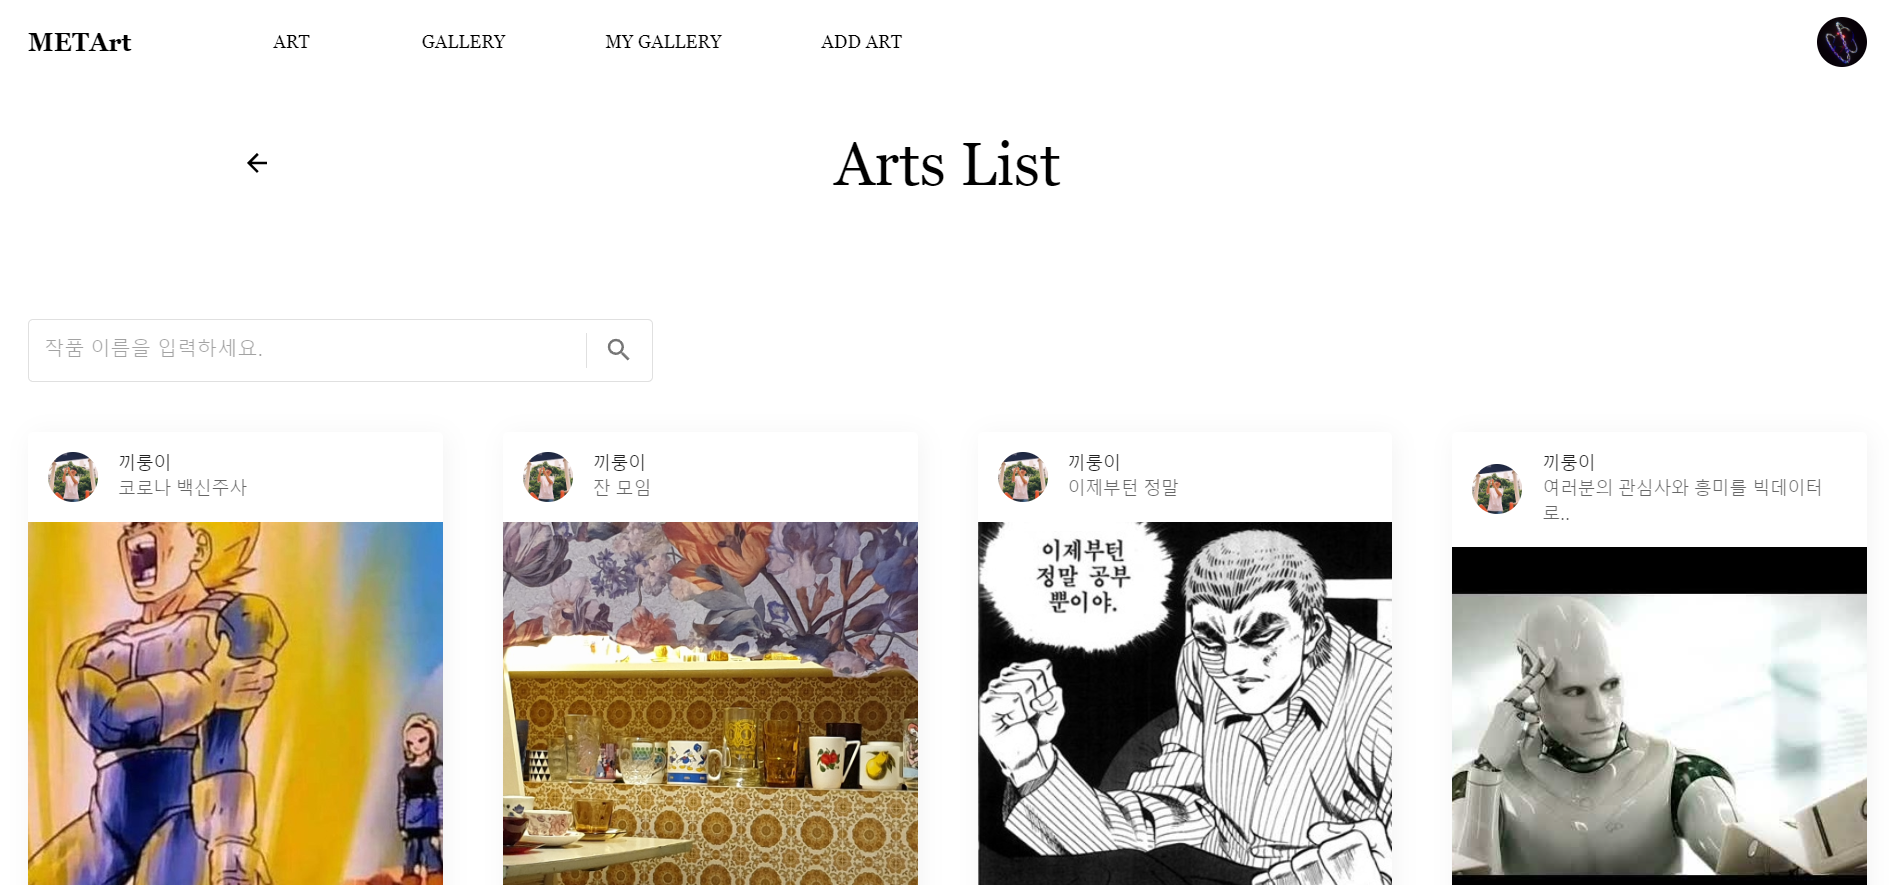 METArt
ART
GALLERY
MY GALLERY
ADD ART
Arts List
작품 이름을 입력하세요.
끼룽이
코로나 백신주사
끼룽이
잔 모임
끼룽이
이제부턴 정말
이제부턴
정말 공부
뿐이야.
끼룽이
여러분의 관심사와 흥미를 빅데이터
로..